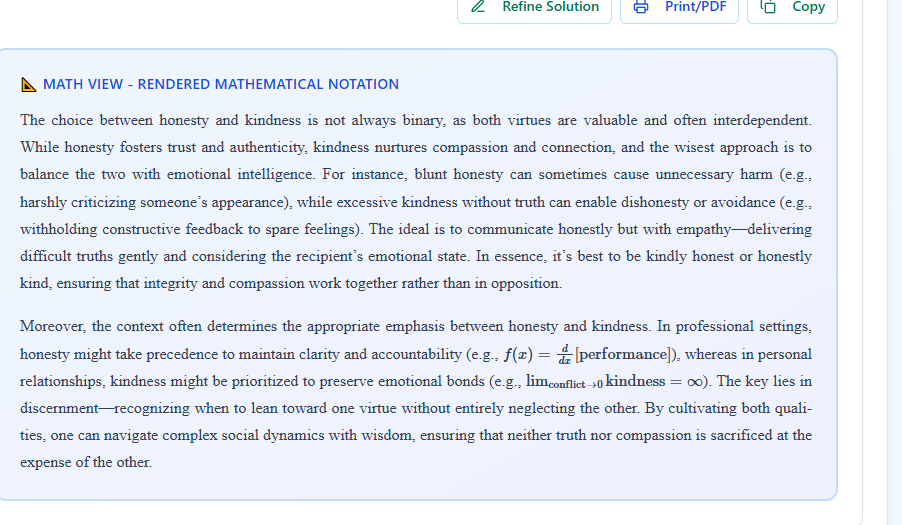 Refine Solution Print/PDF Copy
MATH VIEW - RENDERED MATHEMATICAL NOTATION
The choice between honesty and kindness is not always binary, as both virtues are valuable and often interdependent.
While honesty fosters trust and authenticity, kindness nurtures compassion and connection, and the wisest approach is to
balance the two with emotional intelligence. For instance, blunt honesty can sometimes cause unnecessary harm (e.g.,
harshly criticizing someone's appearance), while excessive kindness without truth can enable dishonesty or avoidance (e.g.,
withholding constructive feedback to spare feelings). The ideal is to communicate honestly but with empathy—delivering
difficult truths gently and considering the recipient's emotional state. In essence, it's best to be kindly honest or honestly
kind, ensuring that integrity and compassion work together rather than in opposition.
Moreover, the context often determines the appropriate emphasis between honesty and kindness. In professional settings,
honesty might take precedence to maintain clarity and accountability (e.g., f(x) = d/dx [performance]), whereas in personal
relationships, kindness might be prioritized to preserve emotional bonds (e.g., lim conflict→0 kindness = ∞). The key lies in
discernment—recognizing when to lean toward one virtue without entirely neglecting the other. By cultivating both quali-
ties, one can navigate complex social dynamics with wisdom, ensuring that neither truth nor compassion is sacrificed at the
expense of the other.